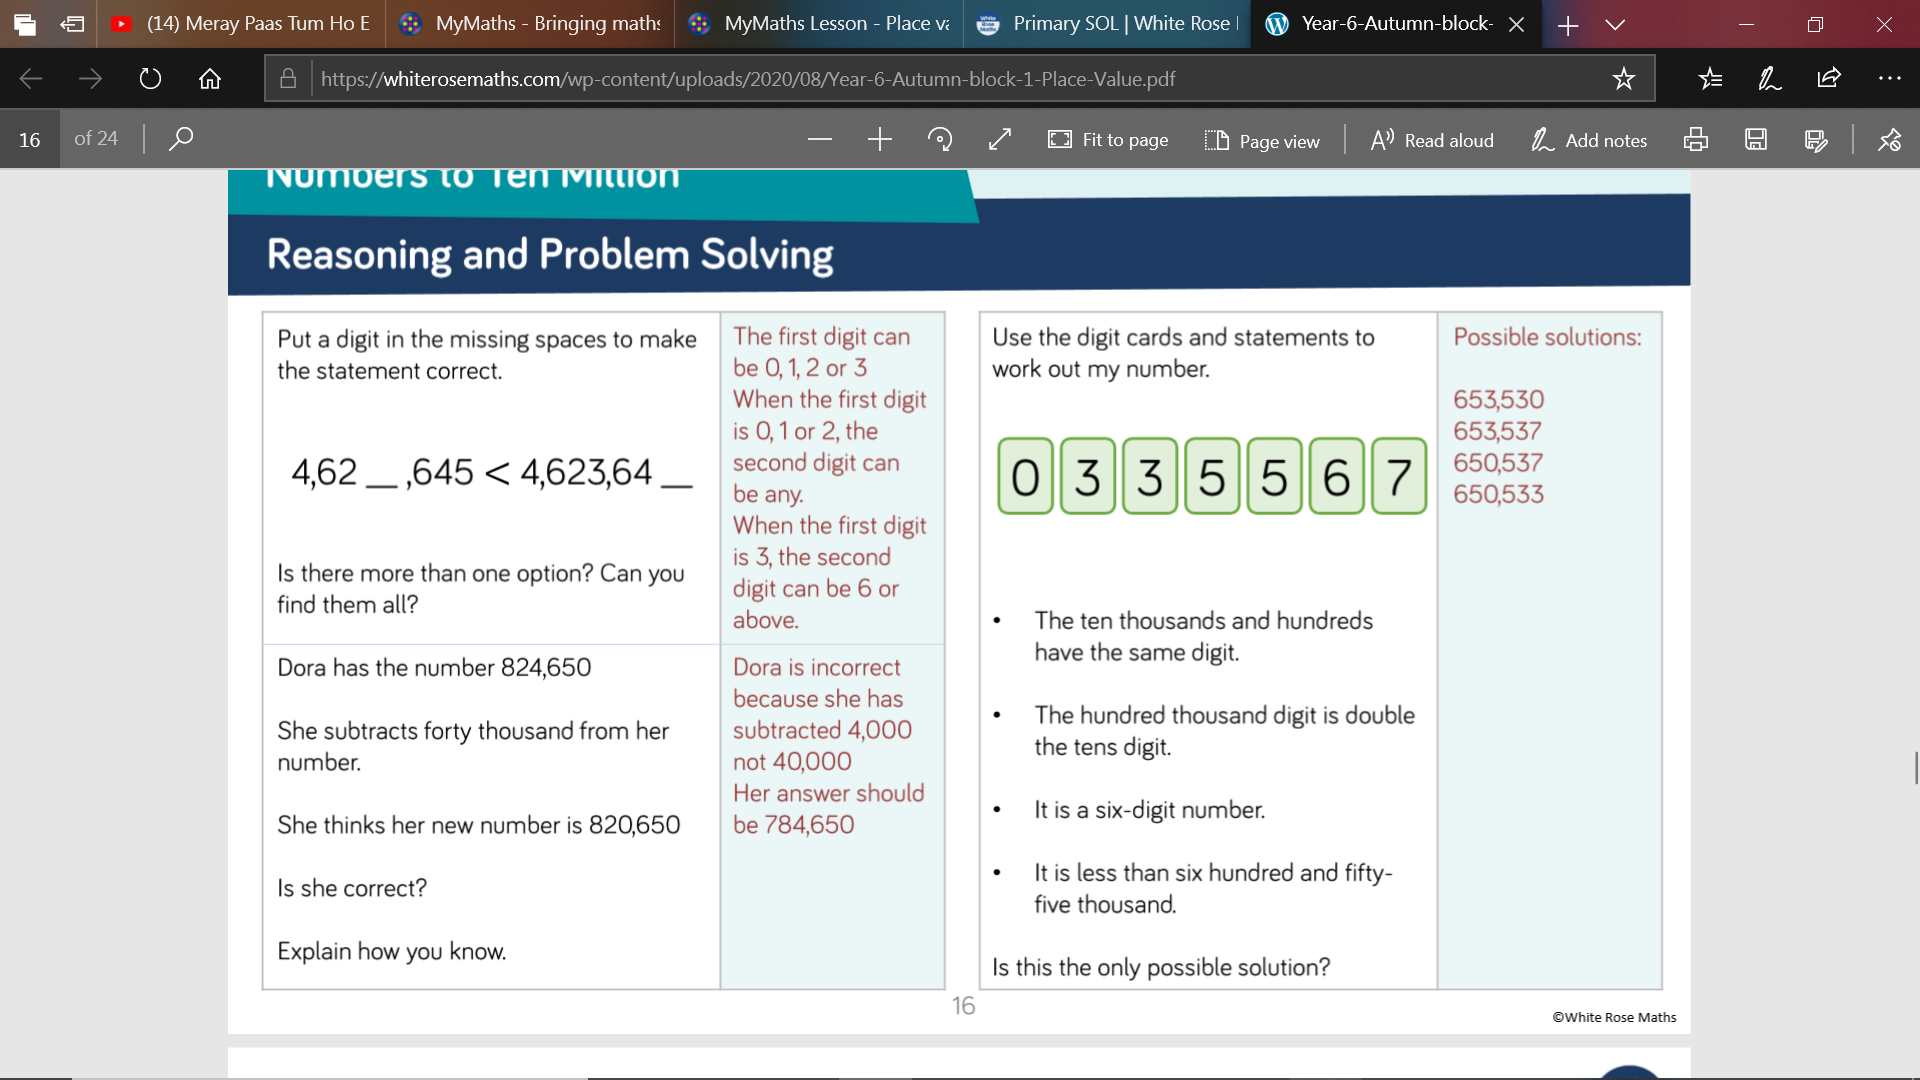 (14) Meray Paas Tum Ho E
MyMaths - Bringing maths
MyMaths Lesson - Place va
Primary SOL | White Rose
Year-6-Autumn-block-
https://whiterosemaths.com/wp-content/uploads/2020/08/Year-6-Autumn-block-1-Place-Value.pdf
16 of 24
Fit to page
Page view
Read aloud
Add notes
Numbers to Ten Million
Reasoning and Problem Solving
Put a digit in the missing spaces to make
the statement correct.
4,62 __ ,645 < 4,623,64 __
Is there more than one option? Can you
find them all?
The first digit can
be 0, 1, 2 or 3
When the first digit
is 0, 1 or 2, the
second digit can
be any.
When the first digit
is 3, the second
digit can be 6 or
above.
Dora has the number 824,650
She subtracts forty thousand from her
number.
She thinks her new number is 820,650
Is she correct?
Explain how you know.
Dora is incorrect
because she has
subtracted 4,000
not 40,000
Her answer should
be 784,650
Use the digit cards and statements to
work out my number.
0 3 3 5 5 6 7
• The ten thousands and hundreds
have the same digit.
• The hundred thousand digit is double
the tens digit.
• It is a six-digit number.
• It is less than six hundred and fifty-
five thousand.
Is this the only possible solution?
Possible solutions:
653,530
653,537
650,537
650,533
16
©White Rose Maths